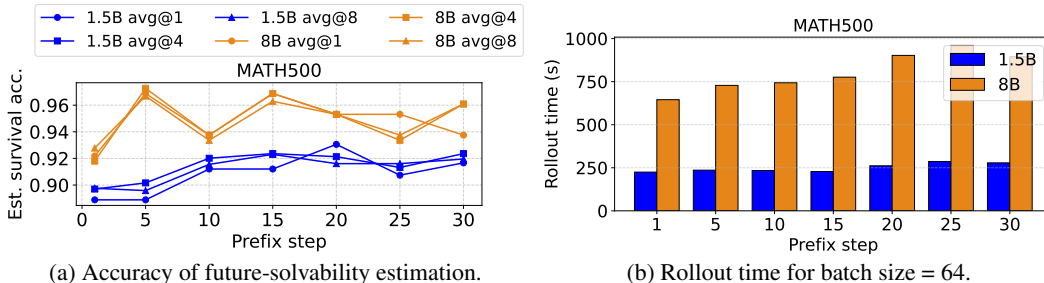 1.5B avg@1
1.5B avg@8
8B avg@4
1.5B avg@4
8B avg@1
8B avg@8
MATH500
Est. survival acc.
0.96
0.94
0.92
0.90
0 5 10 15 20 25 30
Prefix step
(a) Accuracy of future-solvability estimation.
MATH500
Rollout time (s)
1000
750
500
250
0
1.5B
8B
1 5 10 15 20 25 30
Prefix step
(b) Rollout time for batch size = 64.